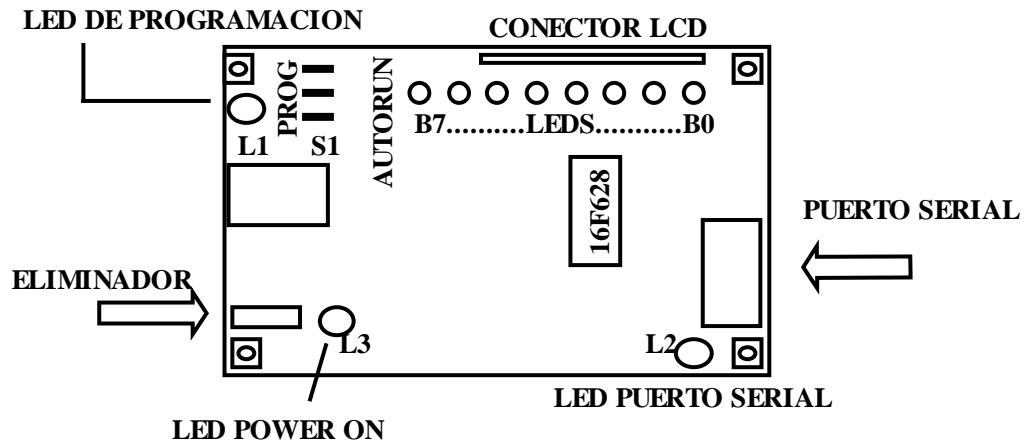 LED DE PROGRAMACION
CONECTOR LCD
PROG
AUTORUN
B7..........LEDS...........B0
L1 S1
16F628
PUERTO SERIAL
ELIMINADOR
L3
L2
LED PUERTO SERIAL
LED POWER ON